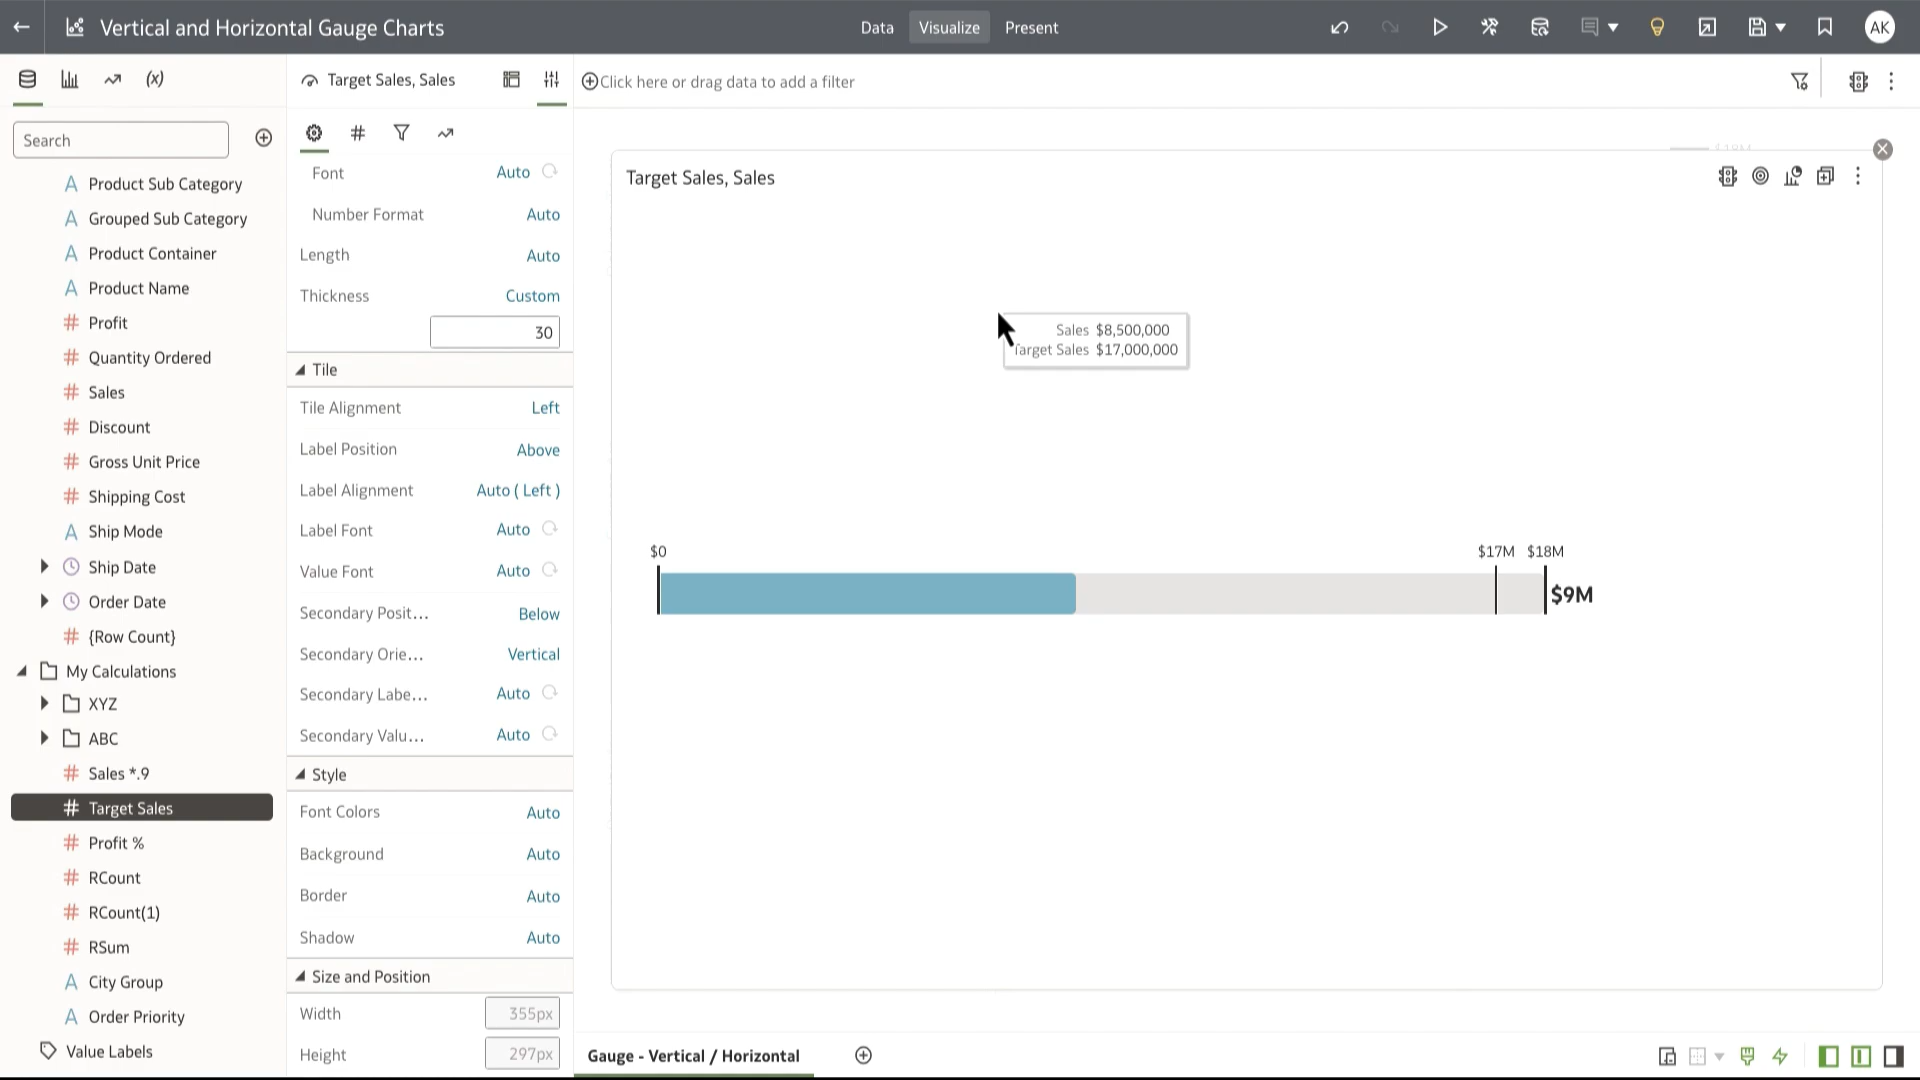 Vertical and Horizontal Gauge Charts
Data
Visualize
Present
AK
(x)
Target Sales, Sales
Click here or drag data to add a filter
Search
A Product Sub Category
A Grouped Sub Category
A Product Container
A Product Name
# Profit
# Quantity Ordered
# Sales
# Discount
# Gross Unit Price
# Shipping Cost
A Ship Mode
Ship Date
Order Date
# {Row Count}
My Calculations
XYZ
ABC
# Sales *.9
# Target Sales
# Profit %
# RCount
# RCount(1)
# RSum
A City Group
A Order Priority
Value Labels
#
Font Auto
Number Format Auto
Length Auto
Thickness Custom
30
Tile
Tile Alignment Left
Label Position Above
Label Alignment Auto ( Left )
Label Font Auto
Value Font Auto
Secondary Posit... Below
Secondary Orie... Vertical
Secondary Labe... Auto
Secondary Valu... Auto
Style
Font Colors Auto
Background Auto
Border Auto
Shadow Auto
Size and Position
Width 355px
Height 297px
$18M
Target Sales, Sales
Sales $8,500,000
Target Sales $17,000,000
$0 $17M $18M
$9M
Gauge - Vertical / Horizontal